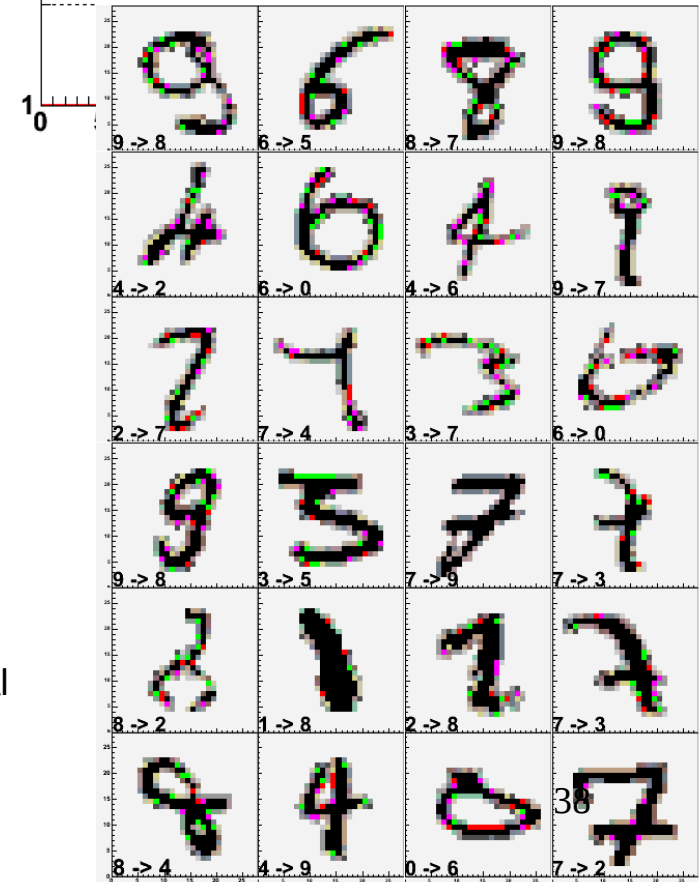 1
0
9 -> 8
6 -> 5
8 -> 7
9 -> 8
4 -> 2
6 -> 0
4 -> 6
9 -> 7
2 -> 7
7 -> 4
3 -> 7
6 -> 0
9 -> 8
3 -> 5
7 -> 9
7 -> 3
8 -> 2
1 -> 8
2 -> 8
7 -> 3
8 -> 4
4 -> 9
0 -> 6
7 -> 2
38